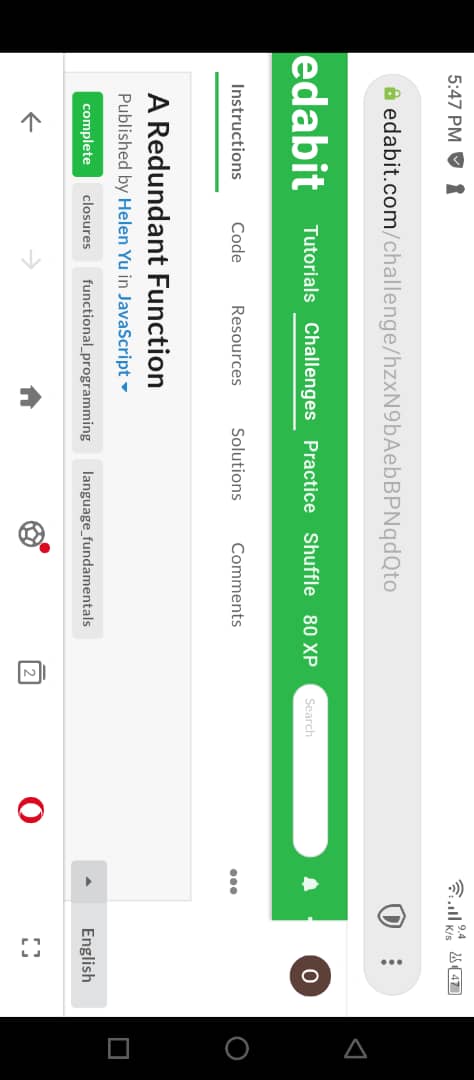 5:47 PM
9.4 K/s
47
edabit.com/challenge/hzxN9bAebBPNqdQto
edabit Tutorials Challenges Practice Shuffle 80 XP Search O
Instructions Code Resources Solutions Comments
A Redundant Function
Published by Helen Yu in JavaScript
complete closures functional_programming language_fundamentals
English
2